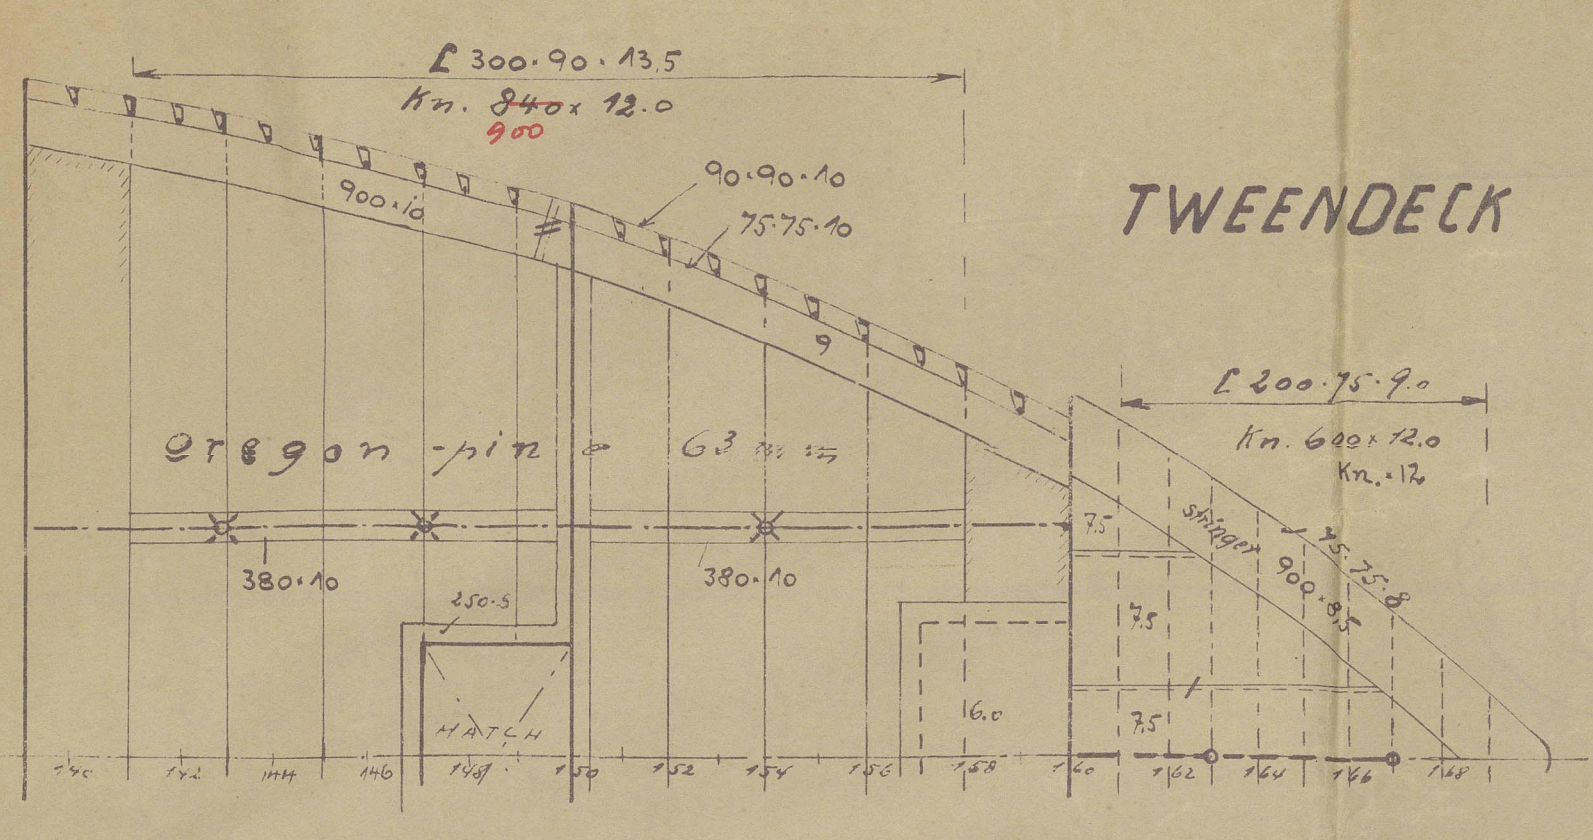 [ 300·90·13.5
Kn. 840 x 12.0
900
90·90·10
75·75·10
900·10
TWEENDECK
9
[ 200·75·9.0
Kn. 600 x 12.0
Kn. · 12
oregon -pine 63 mm
stringer
900 · 8,5
75·75·8
7.5
380·10
380·10
250·5
7.5
6.0
7.5
HATCH
140 142 144 146 148 150 152 154 156 158 160 162 164 166 168